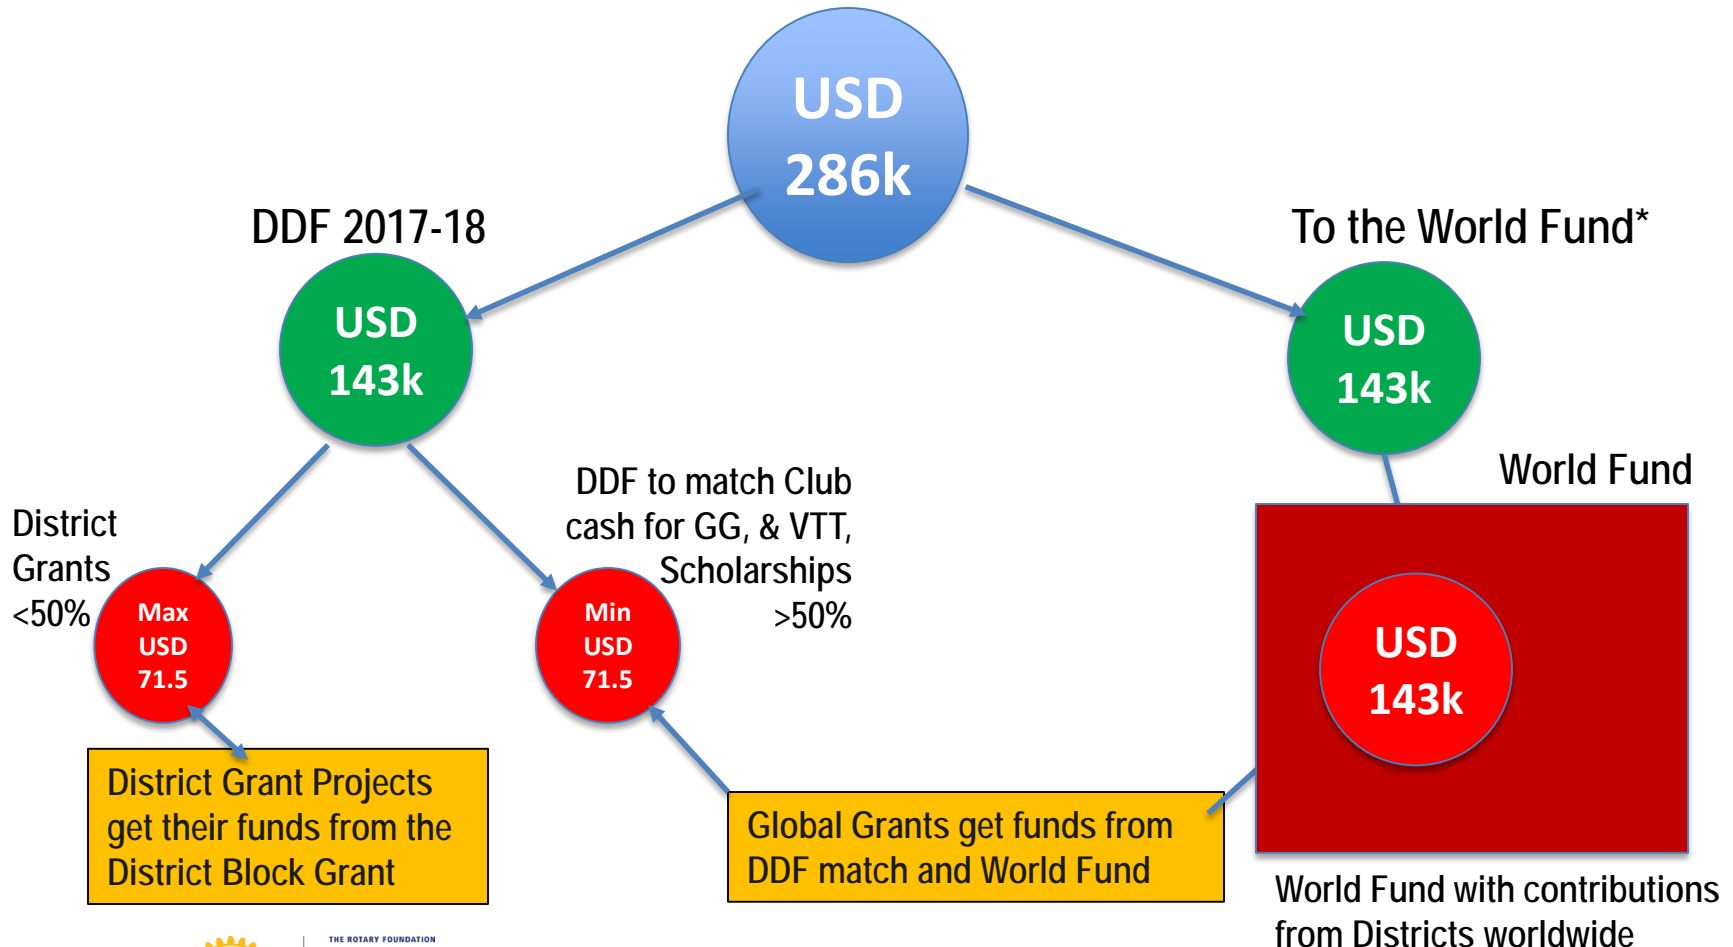 USD
286k
DDF 2017-18
To the World Fund*
USD
143k
USD
143k
World Fund
District
Grants
<50%
DDF to match Club
cash for GG, & VTT,
Scholarships
>50%
Max
USD
71.5
Min
USD
71.5
USD
143k
District Grant Projects
get their funds from the
District Block Grant
Global Grants get funds from
DDF match and World Fund
World Fund with contributions
from Districts worldwide
THE ROTARY FOUNDATION